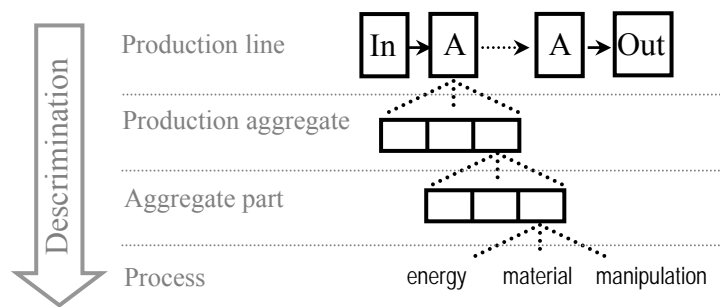 Descrimination
Production line
In A A Out
Production aggregate
Aggregate part
Process
energy material manipulation